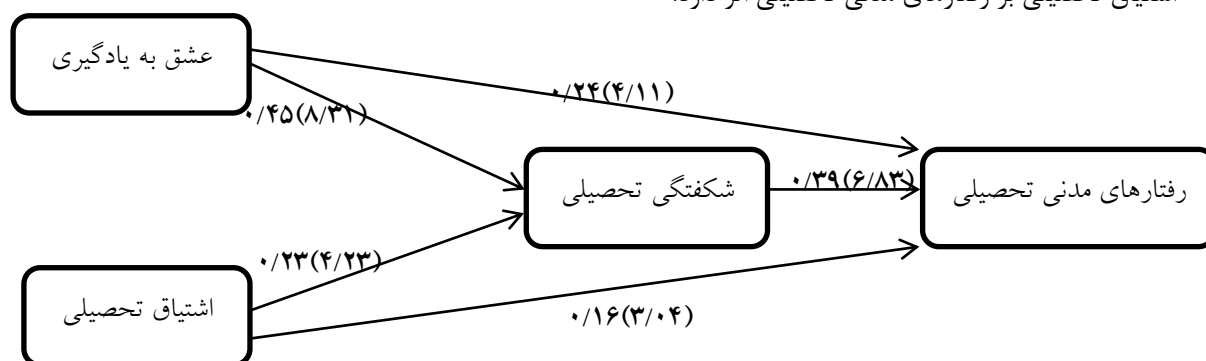 عشق به یادگیری
۰/۲۴(۴/۱۱)
۰/۴۵(۸/۳۱)
شکفتگی تحصیلی
۰/۳۹(۶/۸۳)
رفتارهای مدنی تحصیلی
۰/۲۳(۴/۲۳)
اشتیاق تحصیلی
۰/۱۶(۳/۰۴)